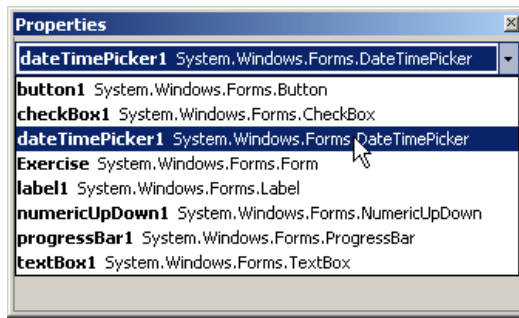 Properties
dateTimePicker1 System.Windows.Forms.DateTimePicker
button1 System.Windows.Forms.Button
checkBox1 System.Windows.Forms.CheckBox
dateTimePicker1 System.Windows.Forms.DateTimePicker
Exercise System.Windows.Forms.Form
label1 System.Windows.Forms.Label
numericUpDown1 System.Windows.Forms.NumericUpDown
progressBar1 System.Windows.Forms.ProgressBar
textBox1 System.Windows.Forms.TextBox